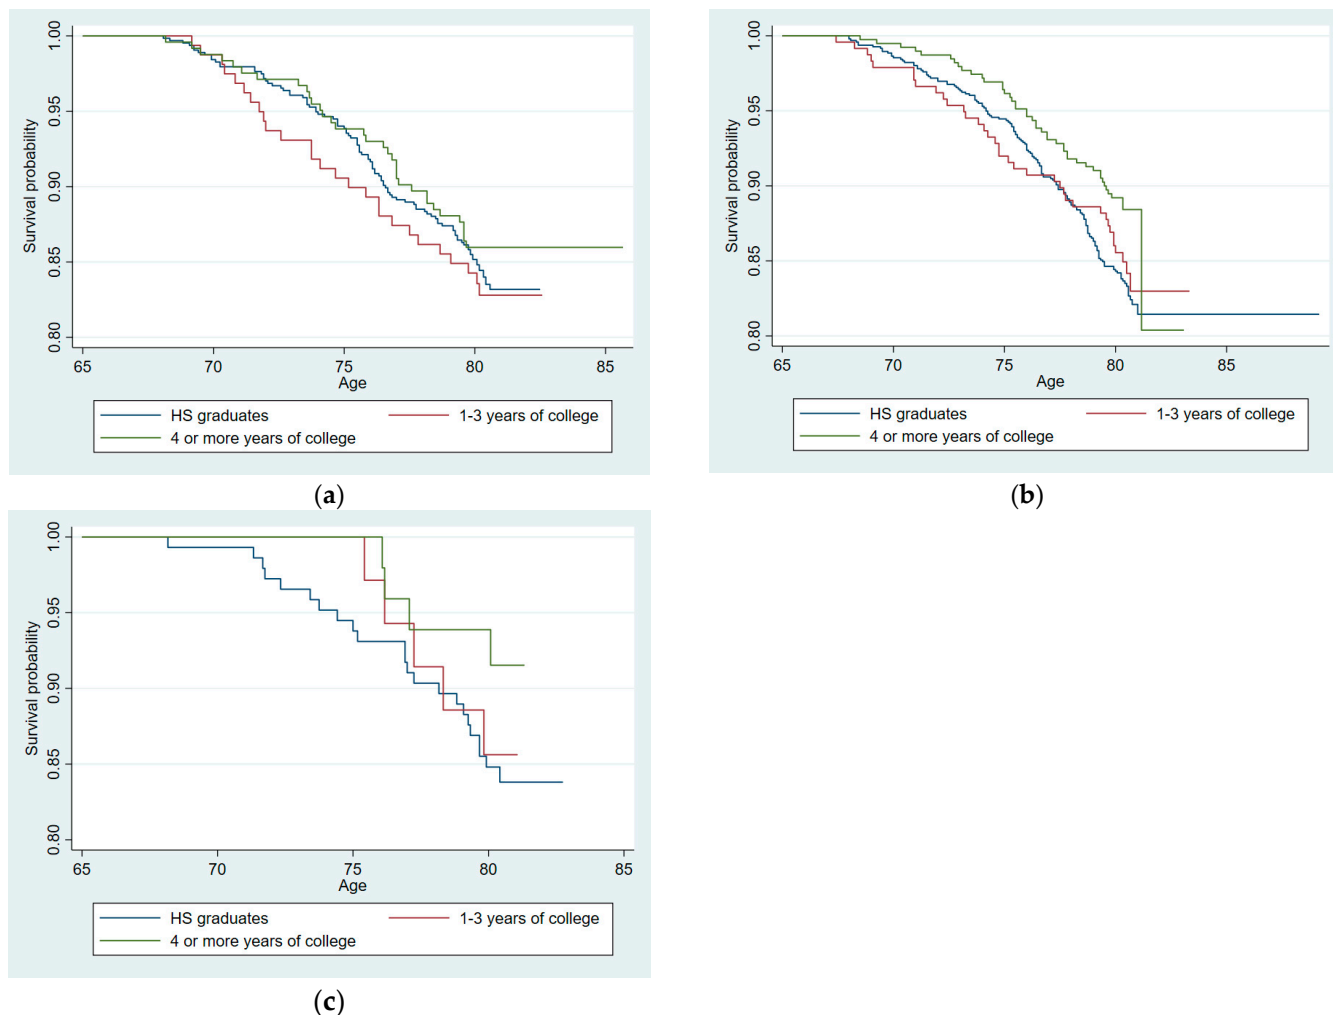 Survival probability
1.00
0.95
0.90
0.85
0.80
65 70 75 80 85
Age
HS graduates 1-3 years of college
4 or more years of college
(a)
Survival probability
1.00
0.95
0.90
0.85
0.80
65 70 75 80 85
Age
HS graduates 1-3 years of college
4 or more years of college
(b)
Survival probability
1.00
0.95
0.90
0.85
0.80
65 70 75 80 85
Age
HS graduates 1-3 years of college
4 or more years of college
(c)